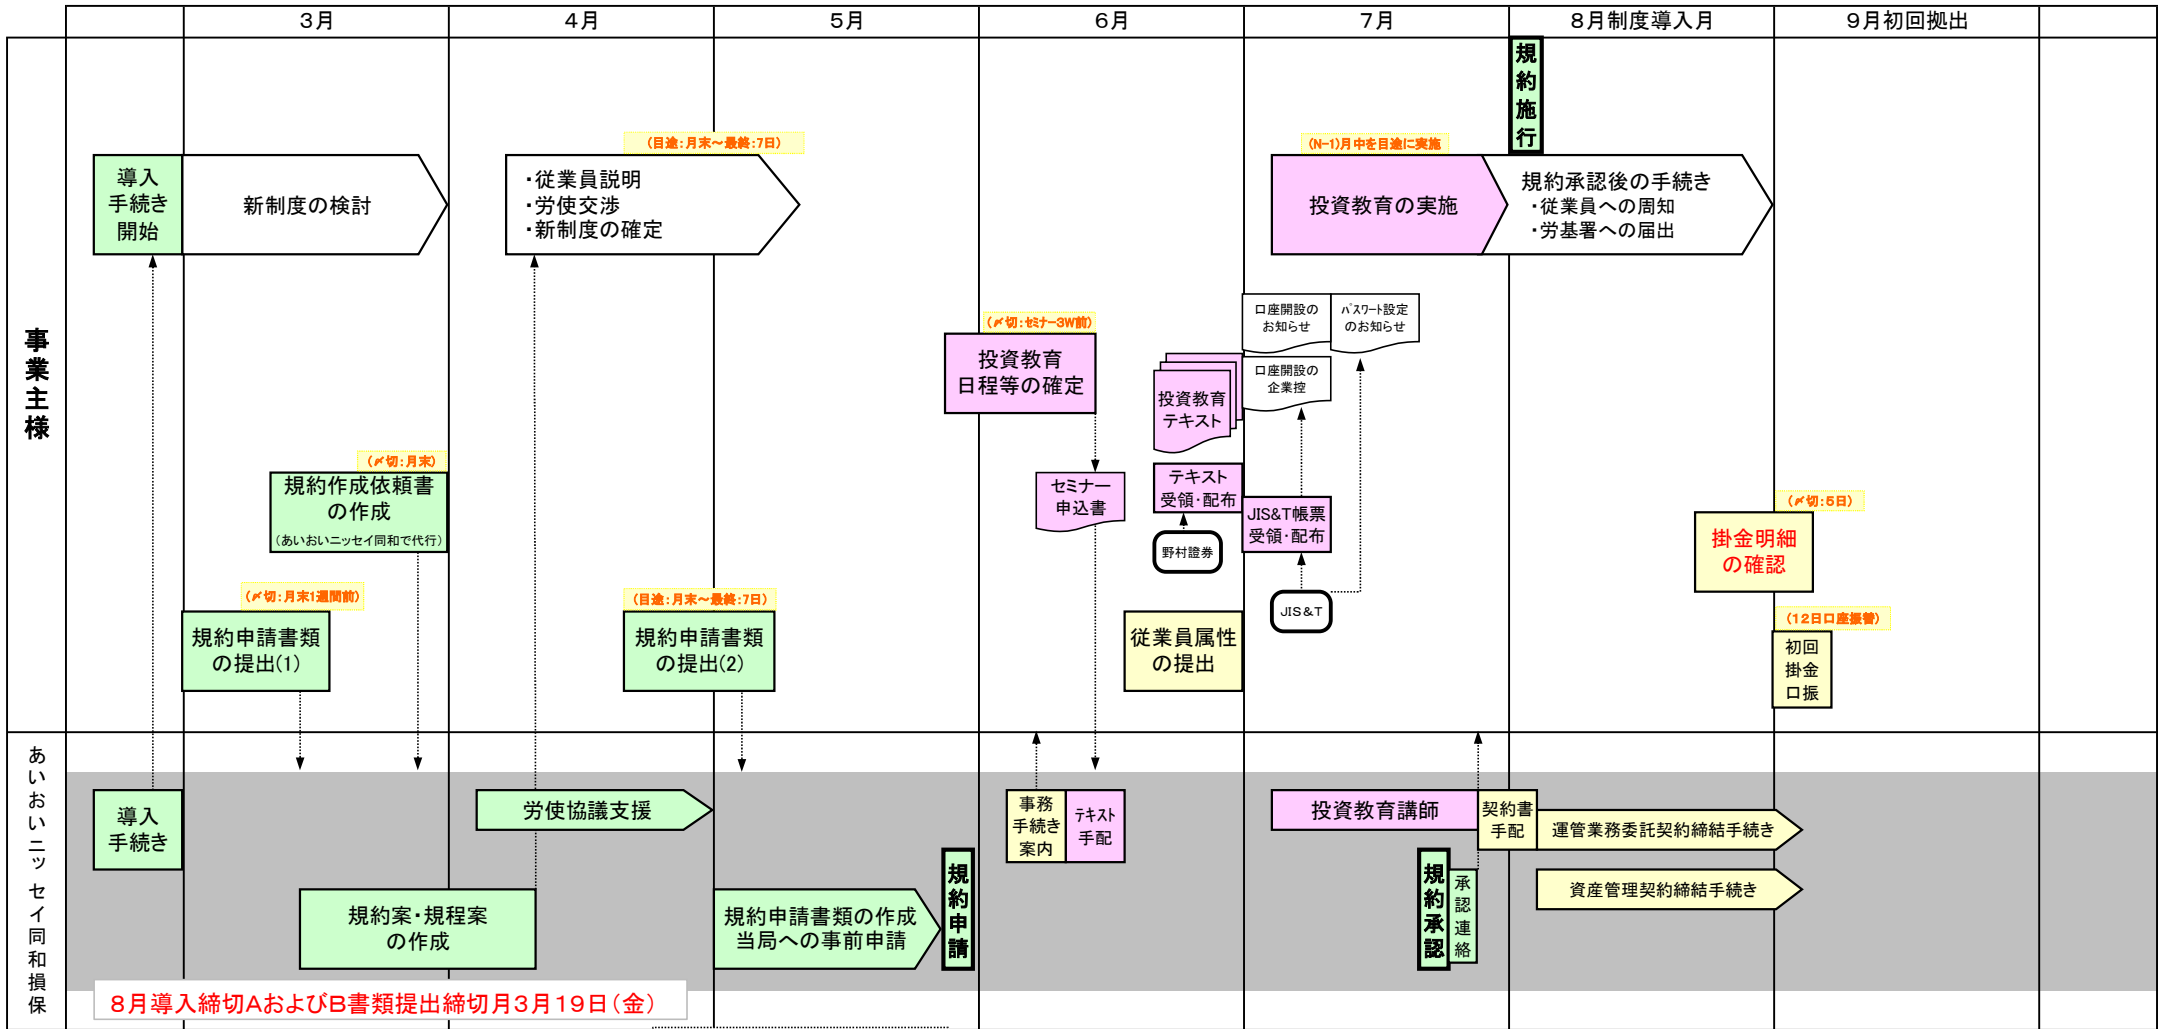 3月
4月
5月
6月
7月
8月制度導入月
9月初回拠出
事業主様
規約施行
(目途:月末~最終:7日)
(N-1)月中を目途に実施
導入
手続き
開始
新制度の検討
・従業員説明
・労使交渉
・新制度の確定
投資教育の実施
規約承認後の手続き
・従業員への周知
・労基署への届出
(〆切:セミナー3W前)
投資教育
日程等の確定
口座開設の
お知らせ
パスワート設定
のお知らせ
口座開設の
企業控
投資教育
テキスト
(〆切:月末)
規約作成依頼書
の作成
(あいおいニッセイ同和で代行)
セミナー
申込書
テキスト
受領・配布
野村證券
JIS&T帳票
受領・配布
JIS&T
(〆切:5日)
掛金明細
の確認
(〆切:月末1週間前)
規約申請書類
の提出(1)
(目途:月末~最終:7日)
規約申請書類
の提出(2)
従業員属性
の提出
(12日口座振替)
初回
掛金
口振
あいおいニッセイ同和損保
導入
手続き
労使協議支援
事務
手続き
案内
テキスト
手配
投資教育講師
契約書
手配
運管業務委託契約締結手続き
規約案・規程案
の作成
規約申請書類の作成
当局への事前申請
規約申請
規約承認
承認連絡
資産管理契約締結手続き
8月導入締切AおよびB書類提出締切月3月19日(金)